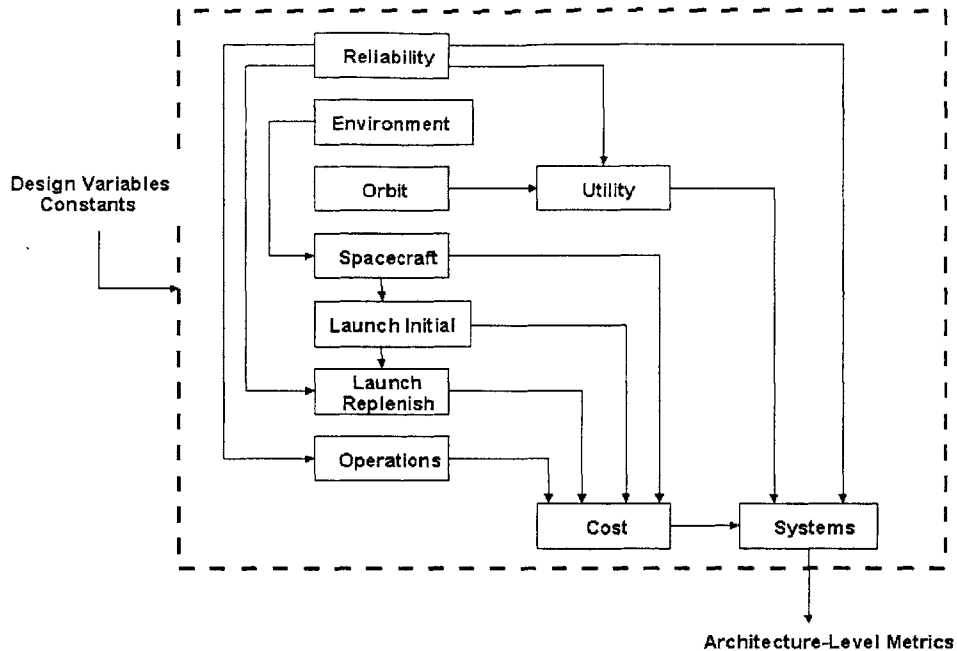 Reliability
Environment
Design Variables
Constants
Orbit
Utility
Spacecraft
Launch Initial
Launch
Replenish
Operations
Cost
Systems
Architecture-Level Metrics